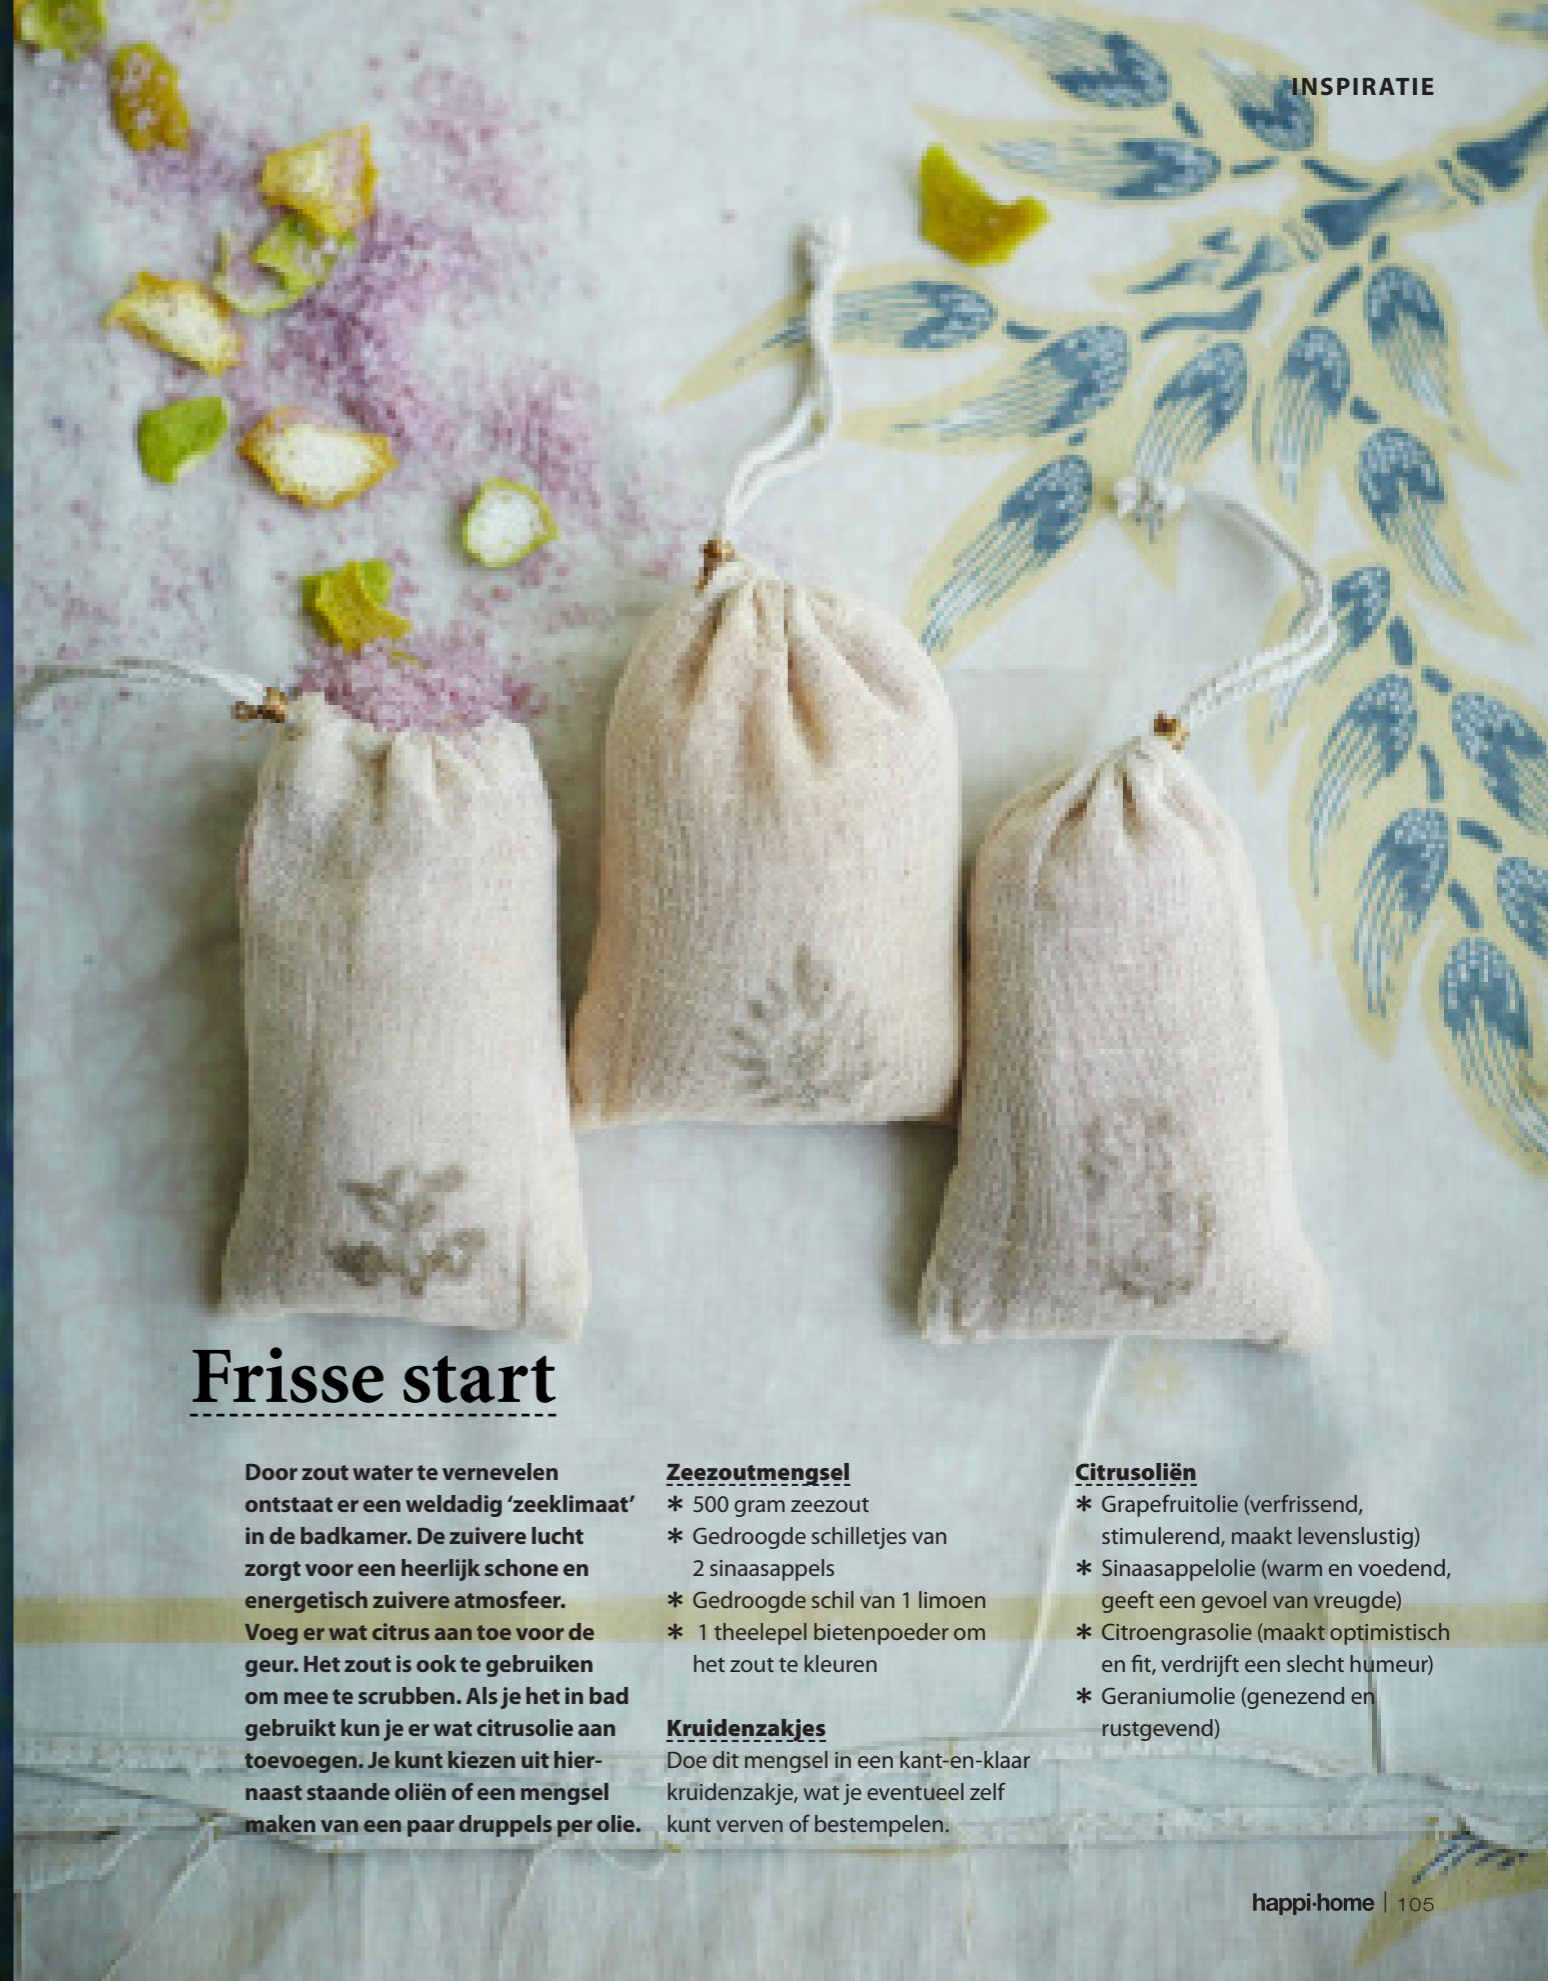 INSPIRATIE
Frisse start
Door zout water te vernevelen
ontstaat er een weldadig ‘zeeklimaat’
in de badkamer. De zuivere lucht
zorgt voor een heerlijk schone en
energetisch zuivere atmosfeer.
Voeg er wat citrus aan toe voor de
geur. Het zout is ook te gebruiken
om mee te scrubben. Als je het in bad
gebruikt kun je er wat citrusolie aan
toevoegen. Je kunt kiezen uit hier-
naast staande oliën of een mengsel
maken van een paar druppels per olie.
Zeezoutmengsel
* 500 gram zeezout
* Gedroogde schilletjes van
2 sinaasappels
* Gedroogde schil van 1 limoen
* 1 theelepel bietenpoeder om
het zout te kleuren
Kruidenzakjes
Doe dit mengsel in een kant-en-klaar
kruidenzakje, wat je eventueel zelf
kunt verven of bestempelen.
Citrusoliën
* Grapefruitolie (verfrissend,
stimulerend, maakt levenslustig)
* Sinaasappelolie (warm en voedend,
geeft een gevoel van vreugde)
* Citroengrasolie (maakt optimistisch
en fit, verdrijft een slecht humeur)
* Geraniumolie (genezend en
rustgevend)
happi·home | 105